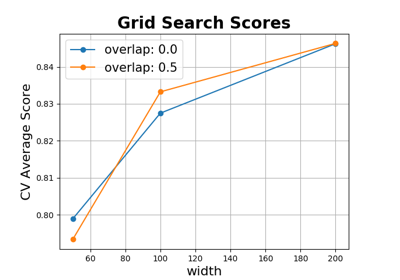 Grid Search Scores
overlap: 0.0
overlap: 0.5
CV Average Score
0.84
0.83
0.82
0.81
0.80
60 80 100 120 140 160 180 200
width